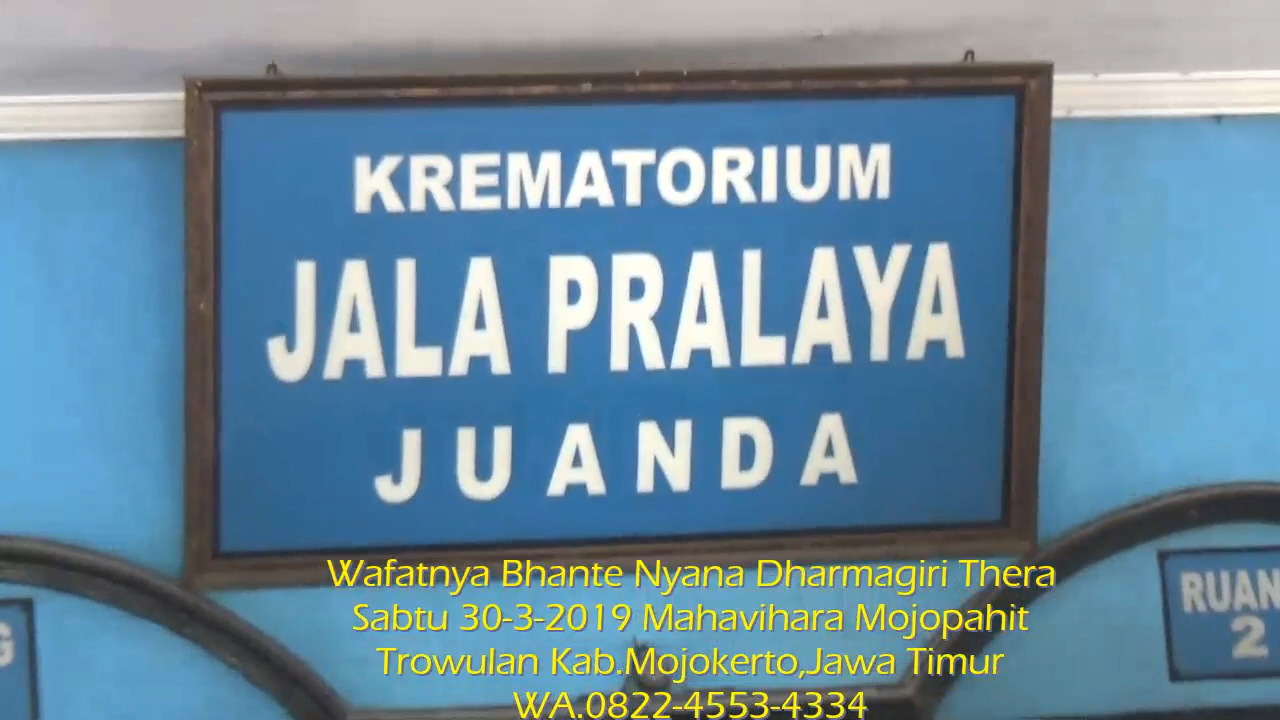 KREMATORIUM
JALA PRALAYA
JUANDA
Wafatnya Bhante Nyana Dharmagiri Thera
Sabtu 30-3-2019 Mahavihara Mojopahit
Trowulan Kab.Mojokerto,Jawa Timur
WA.0822-4553-4334
2